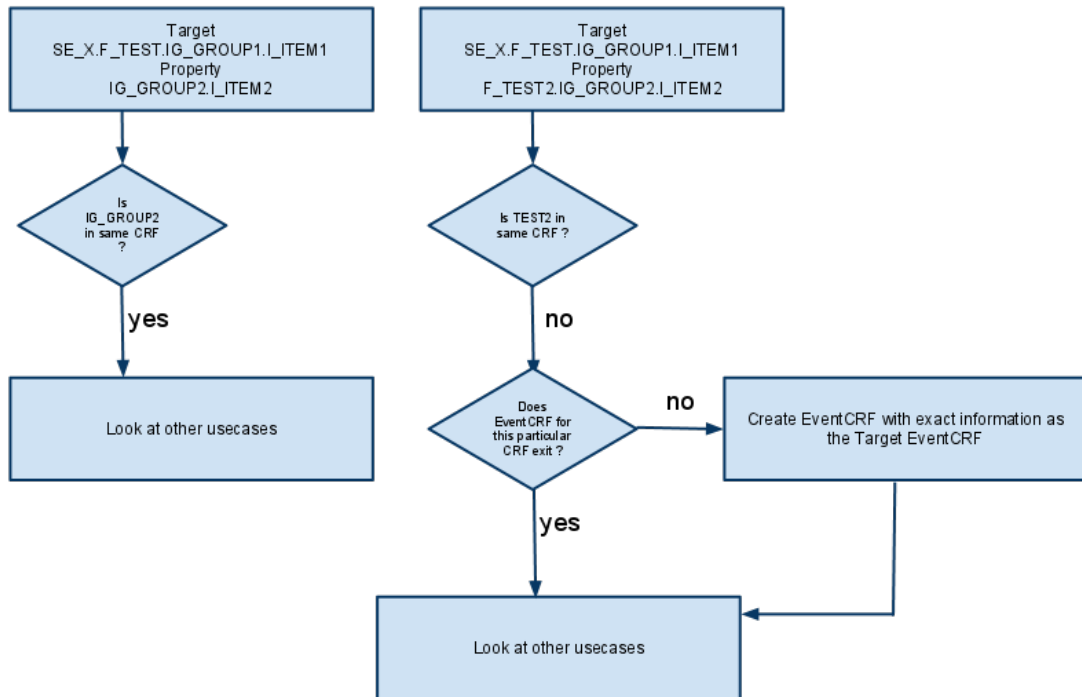 Target
SE_X.F_TEST.IG_GROUP1.I_ITEM1
Property
IG_GROUP2.I_ITEM2
Is
IG_GROUP2
in same CRF
?
yes
Look at other usecases
Target
SE_X.F_TEST.IG_GROUP1.I_ITEM1
Property
F_TEST2.IG_GROUP2.I_ITEM2
Is TEST2 in
same CRF ?
no
Does
EventCRF for
this particular
CRF exit ?
no
Create EventCRF with exact information as
the Target EventCRF
yes
Look at other usecases